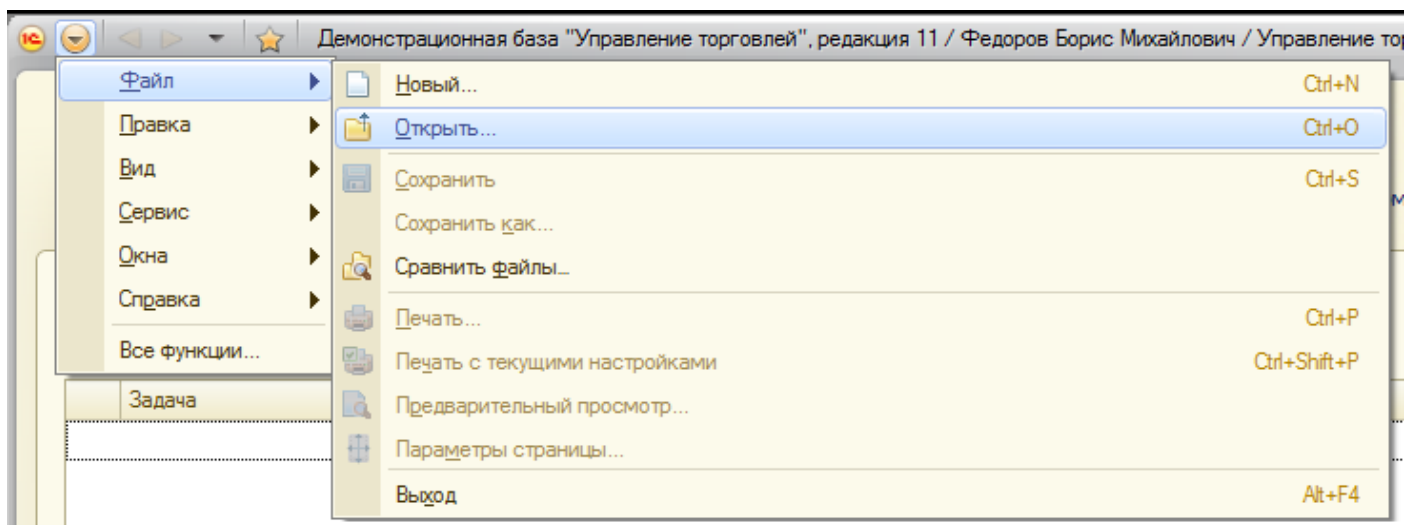 1С Демонстрационная база "Управление торговлей", редакция 11 / Федоров Борис Михайлович / Управление
Файл
Правка
Вид
Сервис
Окна
Справка
Все функции...
Новый... Ctrl+N
Открыть... Ctrl+O
Сохранить Ctrl+S
Сохранить как...
Сравнить файлы...
Печать... Ctrl+P
Печать с текущими настройками Ctrl+Shift+P
Предварительный просмотр...
Параметры страницы...
Выход Alt+F4
Задача